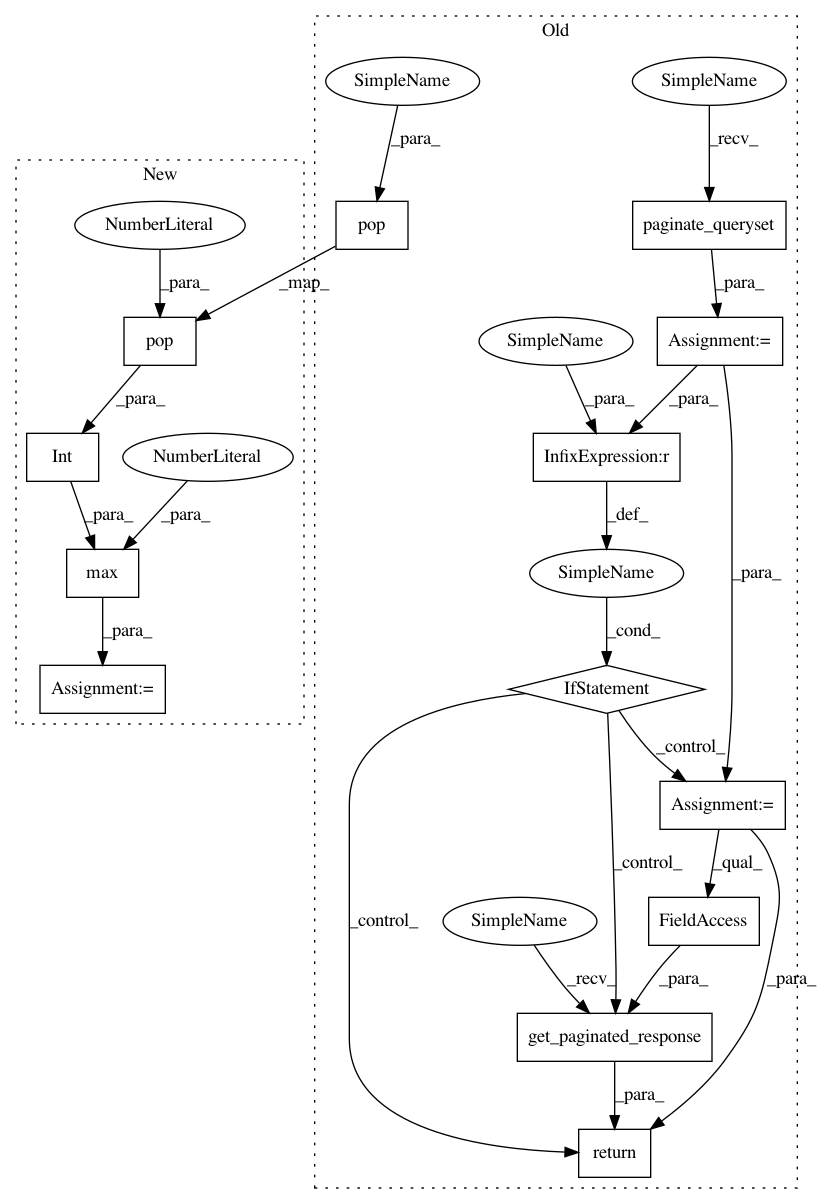 Old
SimpleName
SimpleName
_para_
_recv_
New
NumberLiteral
pop
paginate_queryset
_para_
_map_
_para_
pop
SimpleName
Assignment:=
_para_
_para_
_para_
Int
NumberLiteral
InfixExpression:r
_para_
_para_
_def_
max
SimpleName
_para_
_para_
_cond_
Assignment:=
IfStatement
_control_
Assignment:=
_control_
_qual_
_control_
SimpleName
FieldAccess
_recv_
_para_
_para_
get_paginated_response
_para_
return